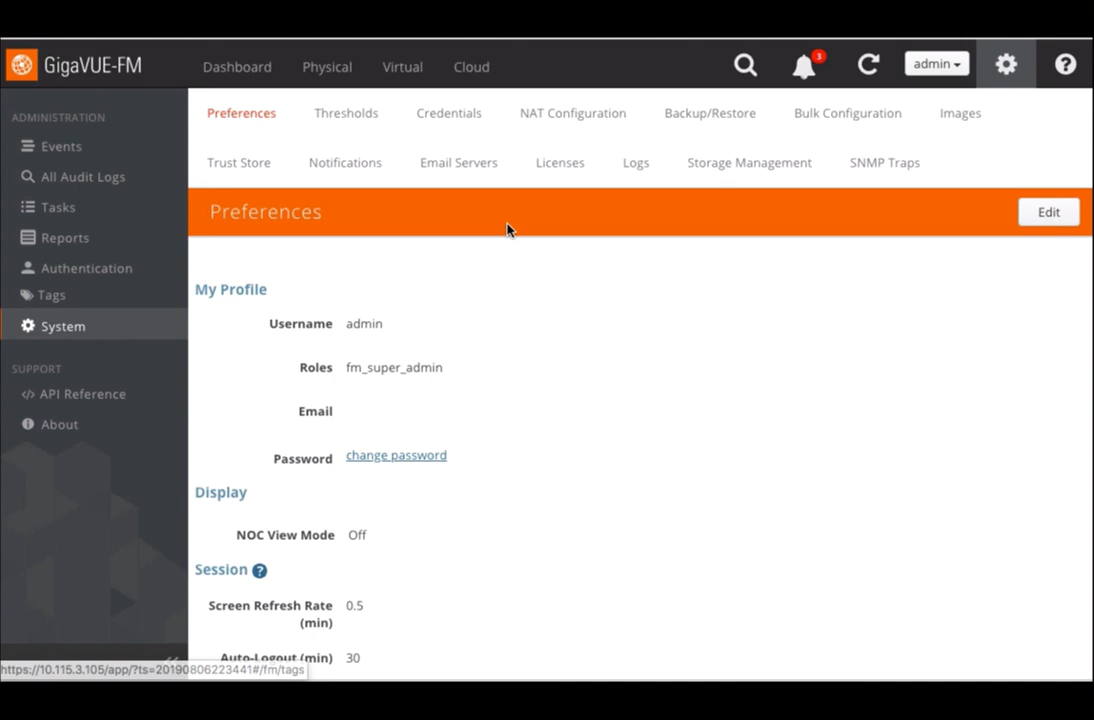 GigaVUE-FM
Dashboard Physical Virtual Cloud
3
admin
?
ADMINISTRATION
Events
All Audit Logs
Tasks
Reports
Authentication
Tags
System
SUPPORT
</> API Reference
About
Preferences Thresholds Credentials NAT Configuration Backup/Restore Bulk Configuration Images
Trust Store Notifications Email Servers Licenses Logs Storage Management SNMP Traps
Preferences
Edit
My Profile
Username admin
Roles fm_super_admin
Email
Password change password
Display
NOC View Mode Off
Session ?
Screen Refresh Rate 0.5
(min)
Auto-Logout (min) 30
https://10.115.3.105/app/?ts=20190806223441#/fm/tags